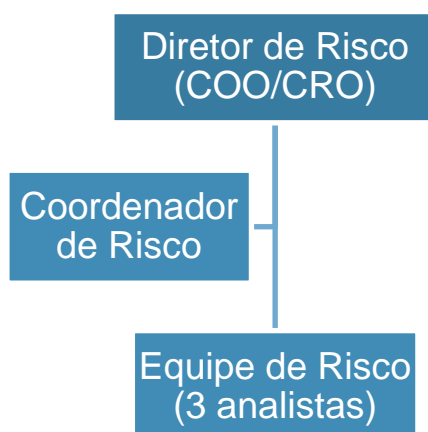 Diretor de Risco
(COO/CRO)
Coordenador
de Risco
Equipe de Risco
(3 analistas)